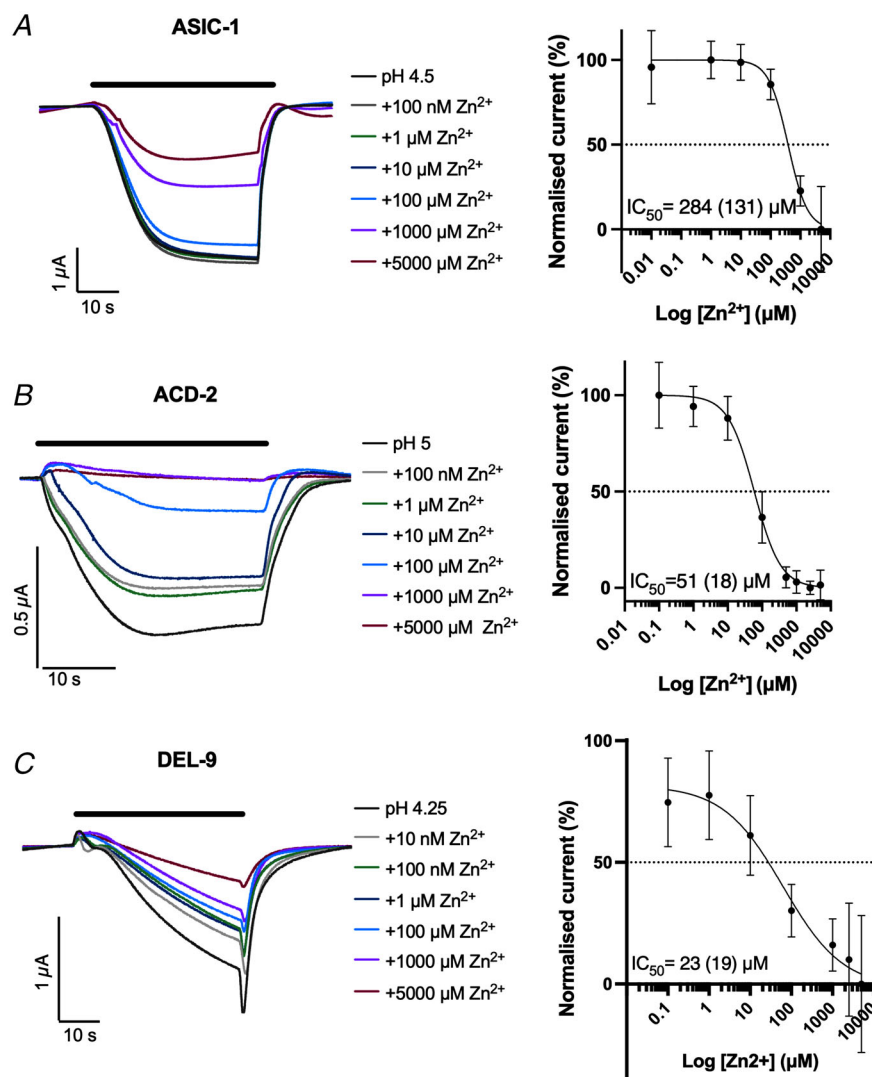 A
ASIC-1
pH 4.5
+100 nM Zn²⁺
+1 µM Zn²⁺
+10 µM Zn²⁺
+100 µM Zn²⁺
+1000 µM Zn²⁺
+5000 µM Zn²⁺
1 µA
10 s
Normalised current (%)
100
50
0
IC₅₀= 284 (131) µM
0.01
0.1
1
10
100
1000
10000
Log [Zn²⁺] (µM)
B
ACD-2
pH 5
+100 nM Zn²⁺
+1 µM Zn²⁺
+10 µM Zn²⁺
+100 µM Zn²⁺
+1000 µM Zn²⁺
+5000 µM Zn²⁺
0.5 µA
10 s
Normalised current (%)
100
50
0
IC₅₀=51 (18) µM
0.01
0.1
1
10
100
1000
10000
Log [Zn²⁺] (µM)
C
DEL-9
pH 4.25
+10 nM Zn²⁺
+100 nM Zn²⁺
+1 µM Zn²⁺
+100 µM Zn²⁺
+1000 µM Zn²⁺
+5000 µM Zn²⁺
1 µA
10 s
Normalised current (%)
100
50
0
IC₅₀= 23 (19) µM
0.1
1
10
100
1000
10000
Log [Zn2+] (µM)